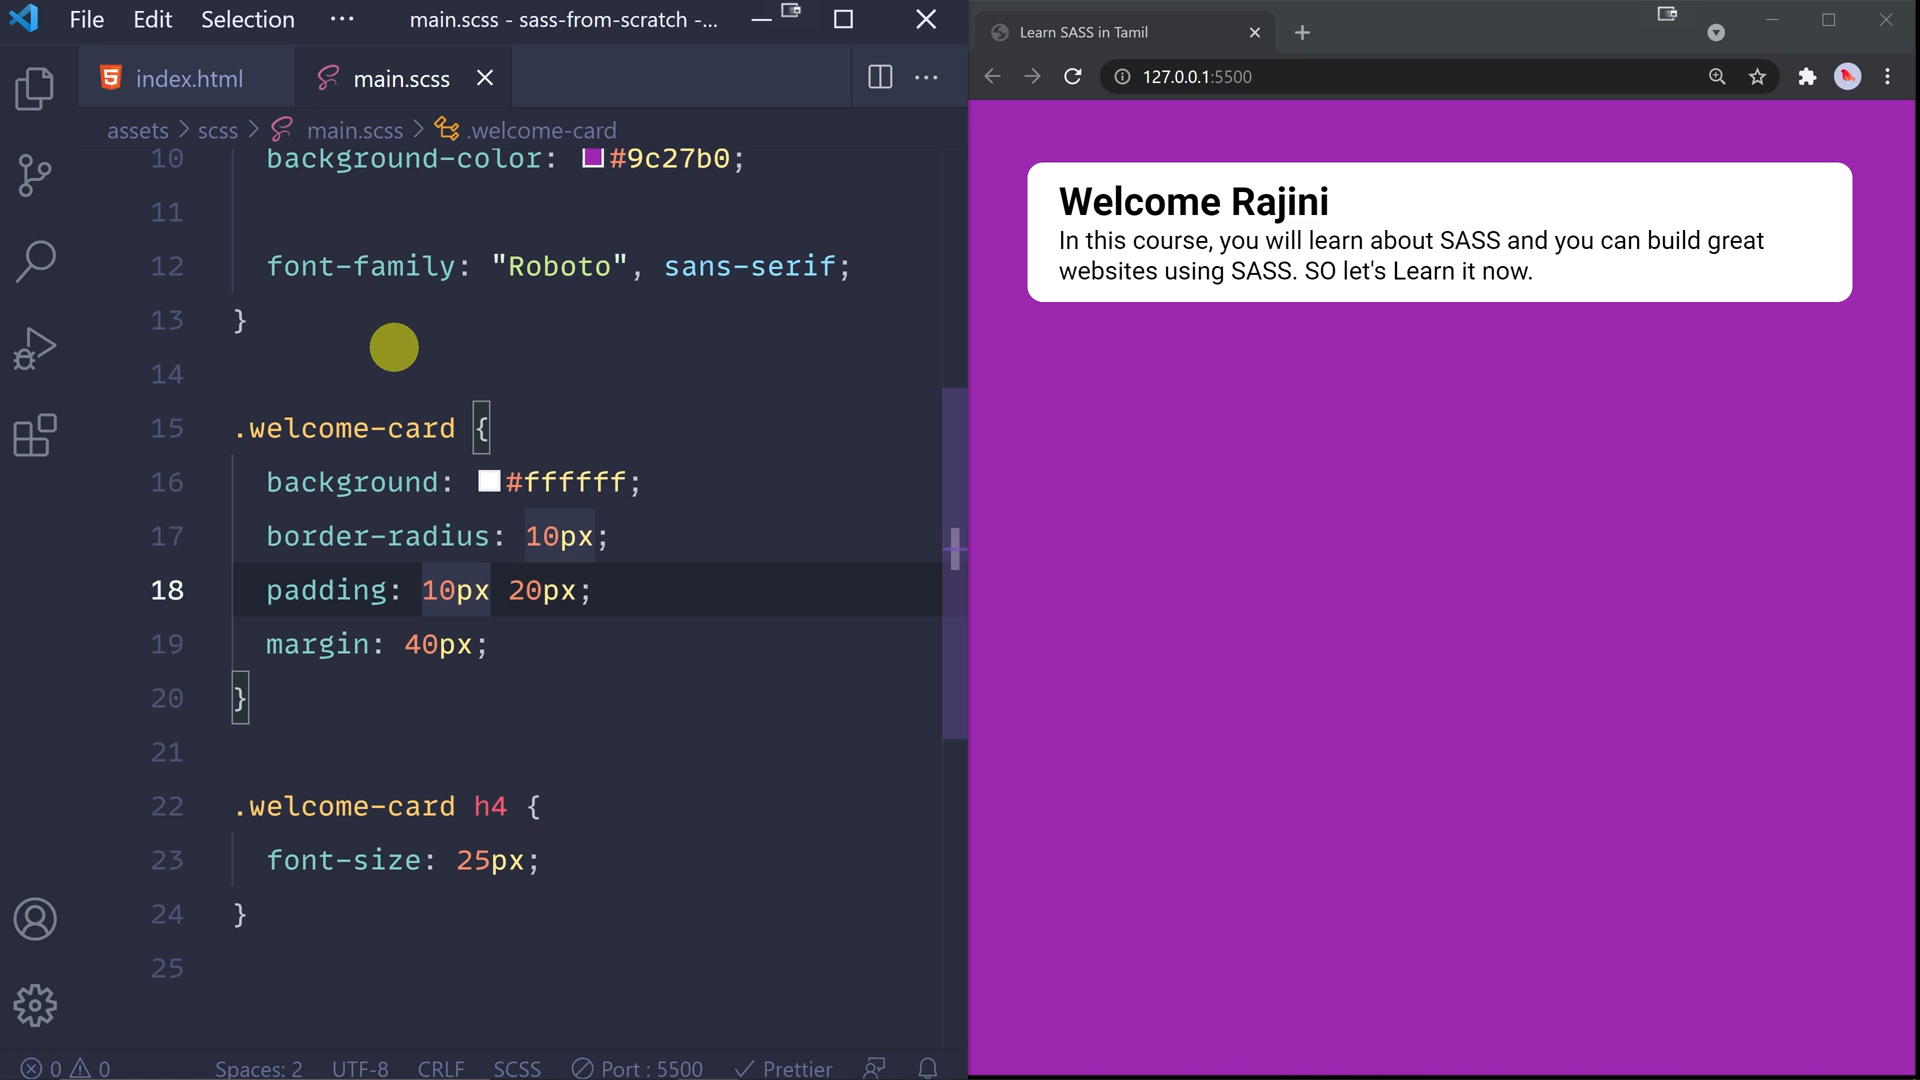 File Edit Selection ··· main.scss - sass-from-scratch -...
index.html main.scss
assets > scss > main.scss > .welcome-card
10 background-color: #9c27b0;
11
12 font-family: "Roboto", sans-serif;
13 }
14
15 .welcome-card {
16 background: #ffffff;
17 border-radius: 10px;
18 padding: 10px 20px;
19 margin: 40px;
20 }
21
22 .welcome-card h4 {
23 font-size: 25px;
24 }
25
0 0 Spaces: 2 UTF-8 CRLF SCSS Port : 5500 Prettier
Learn SASS in Tamil
127.0.0.1:5500
Welcome Rajini
In this course, you will learn about SASS and you can build great
websites using SASS. SO let's Learn it now.